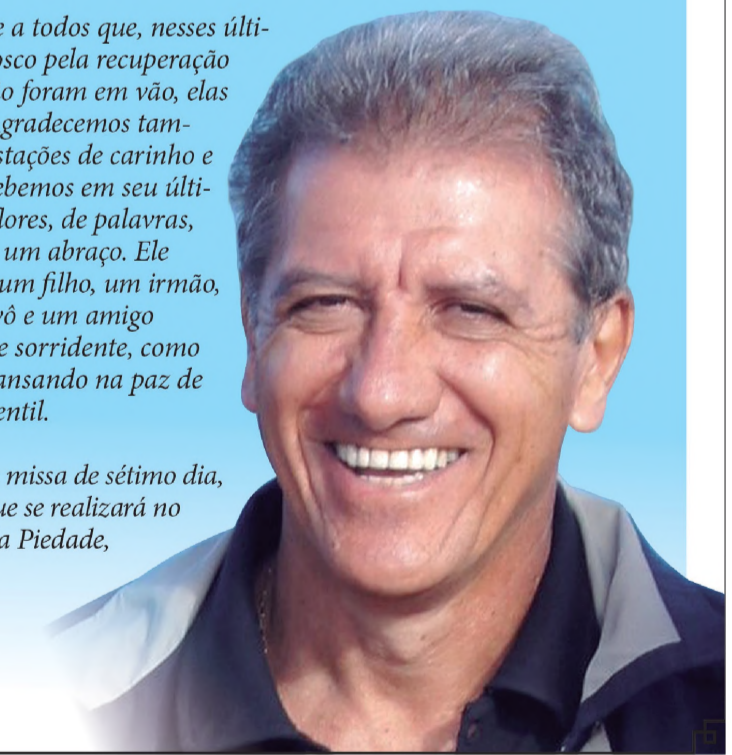 e a todos que, nesses últi-
osco pela recuperação
o foram em vão, elas
gradecemos tam-
stações de carinho e
ebemos em seu últi-
lores, de palavras,
um abraço. Ele
um filho, um irmão,
vô e um amigo
e sorridente, como
ansando na paz de
entil.
missa de sétimo dia,
ue se realizará no
a Piedade,